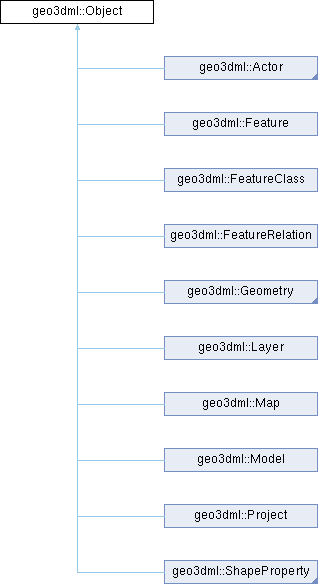 geo3dml::Object
geo3dml::Actor
geo3dml::Feature
geo3dml::FeatureClass
geo3dml::FeatureRelation
geo3dml::Geometry
geo3dml::Layer
geo3dml::Map
geo3dml::Model
geo3dml::Project
geo3dml::ShapeProperty